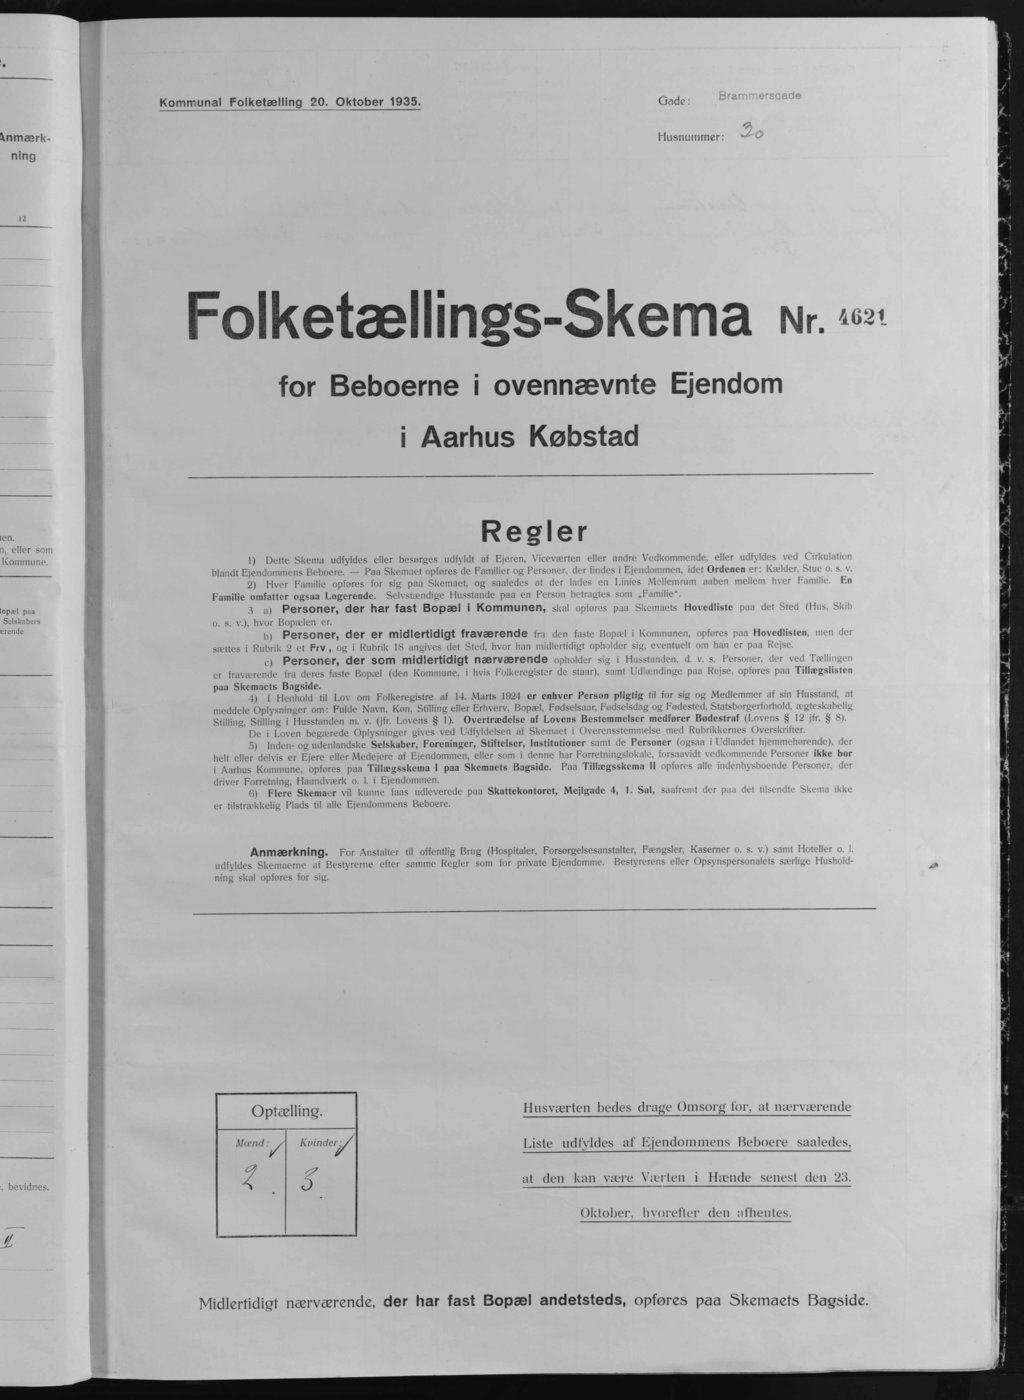 Anmærk-
ning
12
en.
n, eller som
Kommune.
opæl paa
Selskabers
erende
, bevidnes.
Kommunal Folketælling 20. Oktober 1935.
Gade: Brammersgade
Husnummer: 30
Folketællings-Skema Nr. 4621
for Beboerne i ovennævnte Ejendom
i Aarhus Købstad
Regler
1) Dette Skema udfyldes eller besørges udfyldt af Ejeren, Viceværten eller andre Vedkommende, eller udfyldes ved Cirkulation
blandt Ejendommens Beboere. — Paa Skemaet opføres de Familier og Personer, der findes i Ejendommen, idet Ordenen er: Kælder, Stue o. s. v.
2) Hver Familie opføres for sig paa Skemaet, og saaledes at der lades en Linies Mellemrum aaben mellem hver Familie. En
Familie omfatter ogsaa Logerende. Selvstændige Husstande paa en Person betragtes som „Familie“.
3 a) Personer, der har fast Bopæl i Kommunen, skal opføres paa Skemaets Hovedliste paa det Sted (Hus, Skib
o. s. v.), hvor Bopælen er.
b) Personer, der er midlertidigt fraværende fra den faste Bopæl i Kommunen, opføres paa Hovedlisten, men der
sættes i Rubrik 2 et Frv, og i Rubrik 18 angives det Sted, hvor han midlertidigt opholder sig, eventuelt om han er paa Rejse.
c) Personer, der som midlertidigt nærværende opholder sig i Husstanden, d. v. s. Personer, der ved Tællingen
er fraværende fra deres faste Bopæl (den Kommune, i hvis Folkeregister de staar), samt Udlændinge paa Rejse, opføres paa Tillægslisten
paa Skemaets Bagside.
4) I Henhold til Lov om Folkeregistre af 14. Marts 1924 er enhver Person pligtig til for sig og Medlemmer af sin Husstand, at
meddele Oplysninger om: Fulde Navn, Køn, Stilling eller Erhverv, Bopæl, Fødselsaar, Fødselsdag og Fødested, Statsborgerforhold, ægteskabelig
Stilling, Stilling i Husstanden m. v. (jfr. Lovens § 1). Overtrædelse af Lovens Bestemmelser medfører Bødestraf (Lovens § 12 jfr. § 8).
De i Loven begærede Oplysninger gives ved Udfyldelsen af Skemaet i Overensstemmelse med Rubrikkernes Overskrifter.
5) Inden- og udenlandske Selskaber, Foreninger, Stiftelser, Institutioner samt de Personer (ogsaa i Udlandet hjemmehørende), der
helt eller delvis er Ejere eller Medejere af Ejendommen, eller som i denne har Forretningslokale, forsaavidt vedkommende Personer ikke bor
i Aarhus Kommune, opføres paa Tillægsskema I paa Skemaets Bagside. Paa Tillægsskema II opføres alle indenbysboende Personer, der
driver Forretning, Haandværk o. l. i Ejendommen.
6) Flere Skemaer vil kunne faas udleverede paa Skattekontoret, Mejlgade 4, 1. Sal, saafremt der paa det tilsendte Skema ikke
er tilstrækkelig Plads til alle Ejendommens Beboere.
Anmærkning. For Anstalter til offentlig Brug (Hospitaler, Forsørgelsesanstalter, Fængsler, Kaserner o. s. v.) samt Hoteller o. l.
udfyldes Skemaerne af Bestyrerne efter samme Regler som for private Ejendomme. Bestyrerens eller Opsynspersonalets særlige Hushold-
ning skal opføres for sig.
Optælling.
Mænd: Kvinder:
2. 3.
Husværten bedes drage Omsorg for, at nærværende
Liste udfyldes af Ejendommens Beboere saaledes,
at den kan være Værten i Hænde senest den 23.
Oktober, hvorefter den afhentes.
Midlertidigt nærværende, der har fast Bopæl andetsteds, opføres paa Skemaets Bagside.